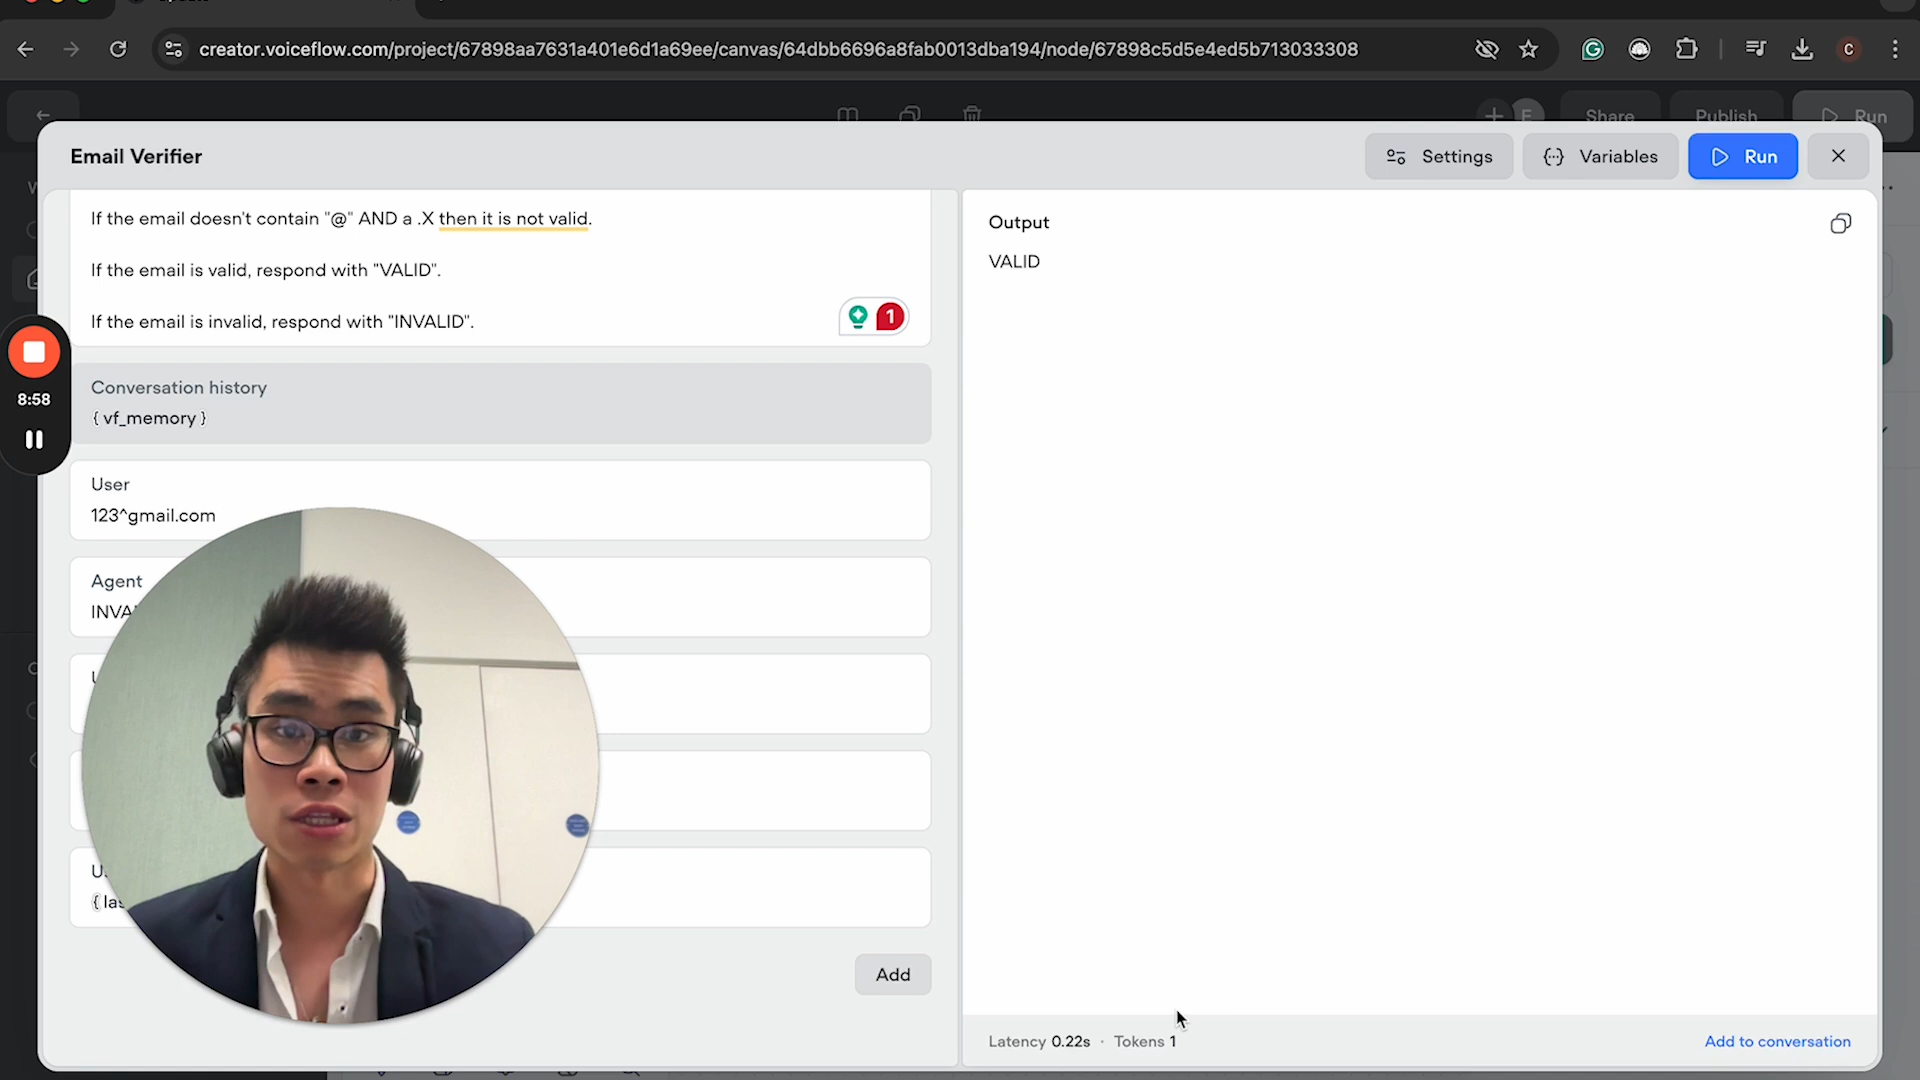 creator.voiceflow.com/project/67898aa7631a401e6d1a69ee/canvas/64dbb6696a8fab0013dba194/node/67898c5d5e4ed5b713033308
C
E
Share
Publish
Run
Email Verifier
Settings
Variables
Run
If the email doesn't contain "@" AND a .X then it is not valid.
If the email is valid, respond with "VALID".
If the email is invalid, respond with "INVALID".
1
Conversation history
{ vf_memory }
User
123^gmail.com
Agent
8:58
Add
Output
VALID
Latency 0.22s · Tokens 1
Add to conversation